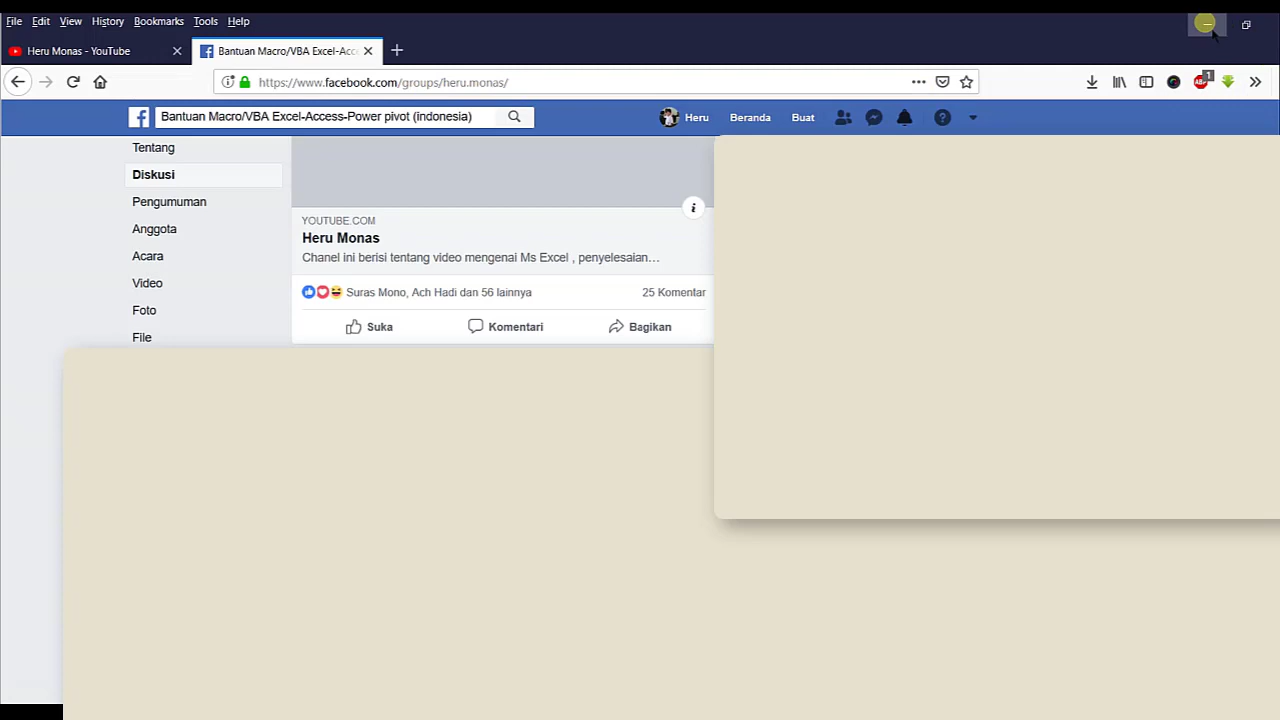 File Edit View History Bookmarks Tools Help
Heru Monas - YouTube
Bantuan Macro/VBA Excel-Acc
https://www.facebook.com/groups/heru.monas/
ABP 1
Bantuan Macro/VBA Excel-Access-Power pivot (indonesia)
Heru Beranda Buat
Tentang
Diskusi
Pengumuman
Anggota
Acara
Video
Foto
File
YOUTUBE.COM
Heru Monas
Chanel ini berisi tentang video mengenai Ms Excel , penyelesaian…
Suras Mono, Ach Hadi dan 56 lainnya 25 Komentar
Suka Komentari Bagikan